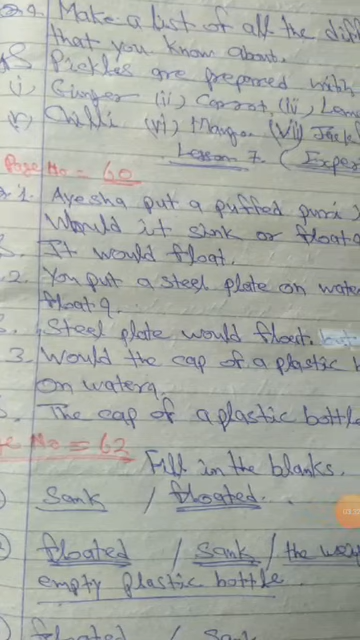 Q 4. Make a list of all the
that you know about.
Pickles are prepared with
(i) Ginger (ii) Carrot, (iii)
v) Chilli (vi) Mango. (vii)
Lesson 7. (Exper
Page No = 60
1. Ayesha put a puffed puri
Would it sink or float?
It would float.
2. You put a steel plate on wate
float?
Steel plate would float. but
3. Would the cap of a plastic b
on water?
The cap of a plastic bottle
No = 62 Fill in the blanks.
Sank / floated.
floated / Sank / the
empty plastic bottle.
floated / Sank